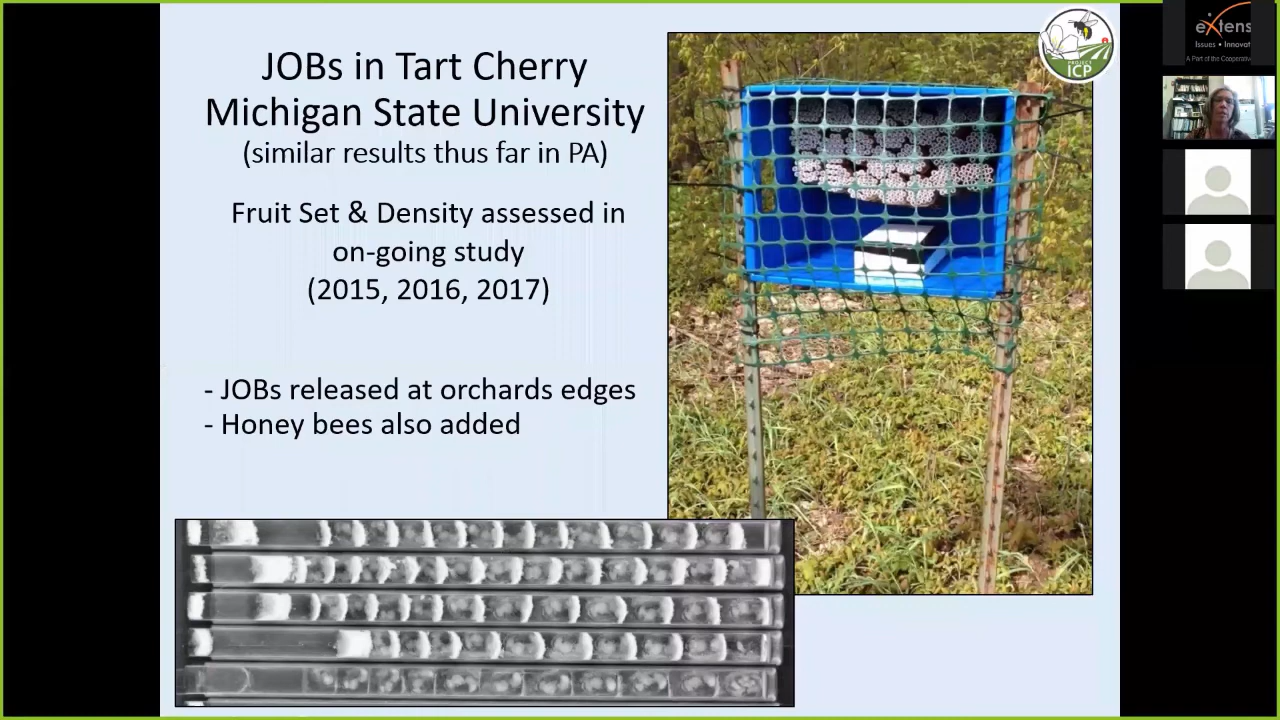 JOBs in Tart Cherry
Michigan State University
(similar results thus far in PA)
Fruit Set & Density assessed in
on-going study
(2015, 2016, 2017)
- JOBs released at orchards edges
- Honey bees also added
PROJECT
ICP
eXtens
Issues • Innovat
A Part of the Cooperativ